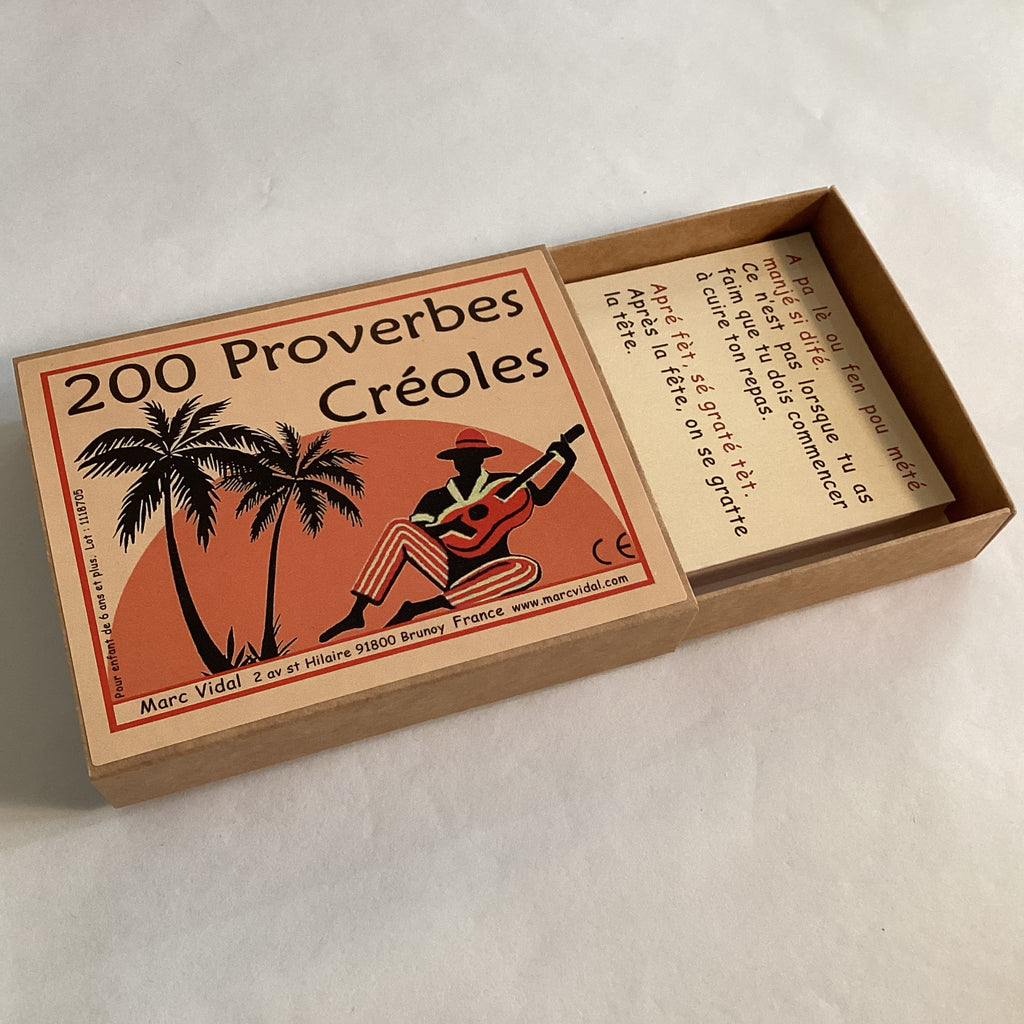 200 Proverbes
Créoles
Pour enfant de 6 ans et plus. Lot : 1118705
CE
Marc Vidal 2 av st Hilaire 91800 Brunoy France www.marcvidal.com
A pa lè ou fen pou mété
manjé si difé.
Ce n'est pas lorsque tu as
faim que tu dois commencer
à cuire ton repas.
Apré fèt, sé graté tèt.
Après la fête, on se gratte
la tête.